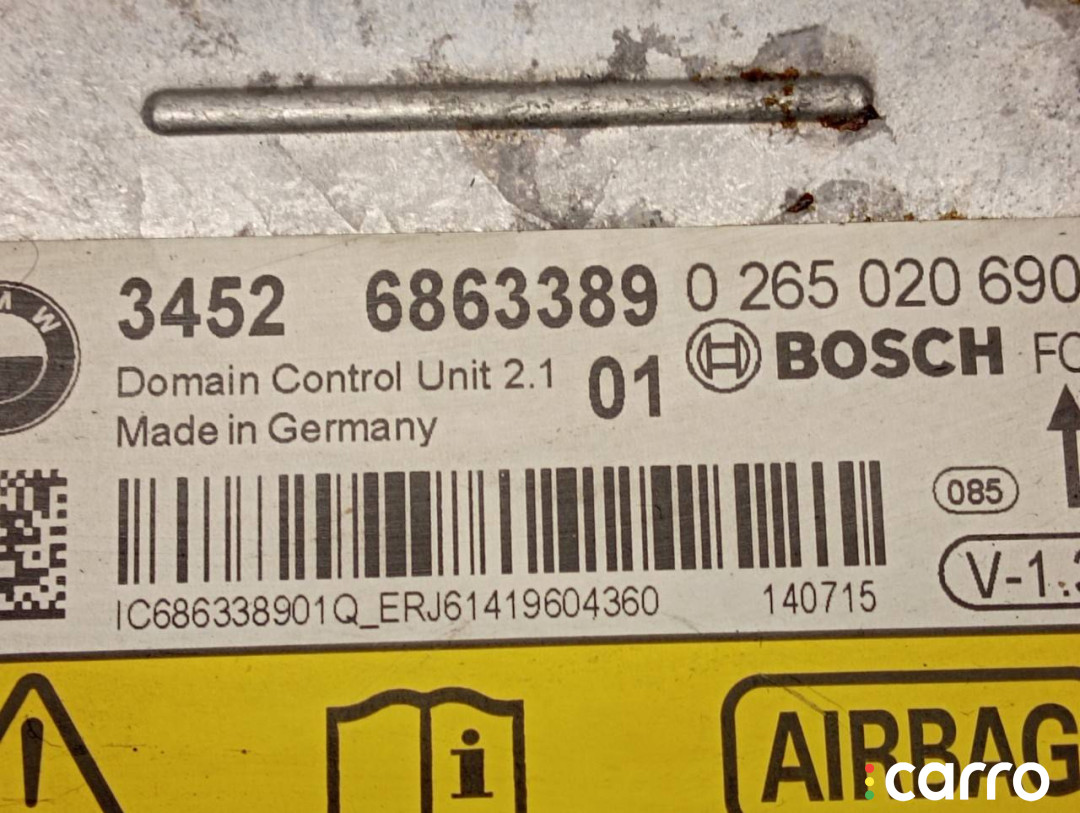 3452 6863389 0 265 020 690
Domain Control Unit 2.1 01 BOSCH
Made in Germany
085
V-1.
IC686338901Q_ERJ61419604360 140715
i
AIRBAG
carro